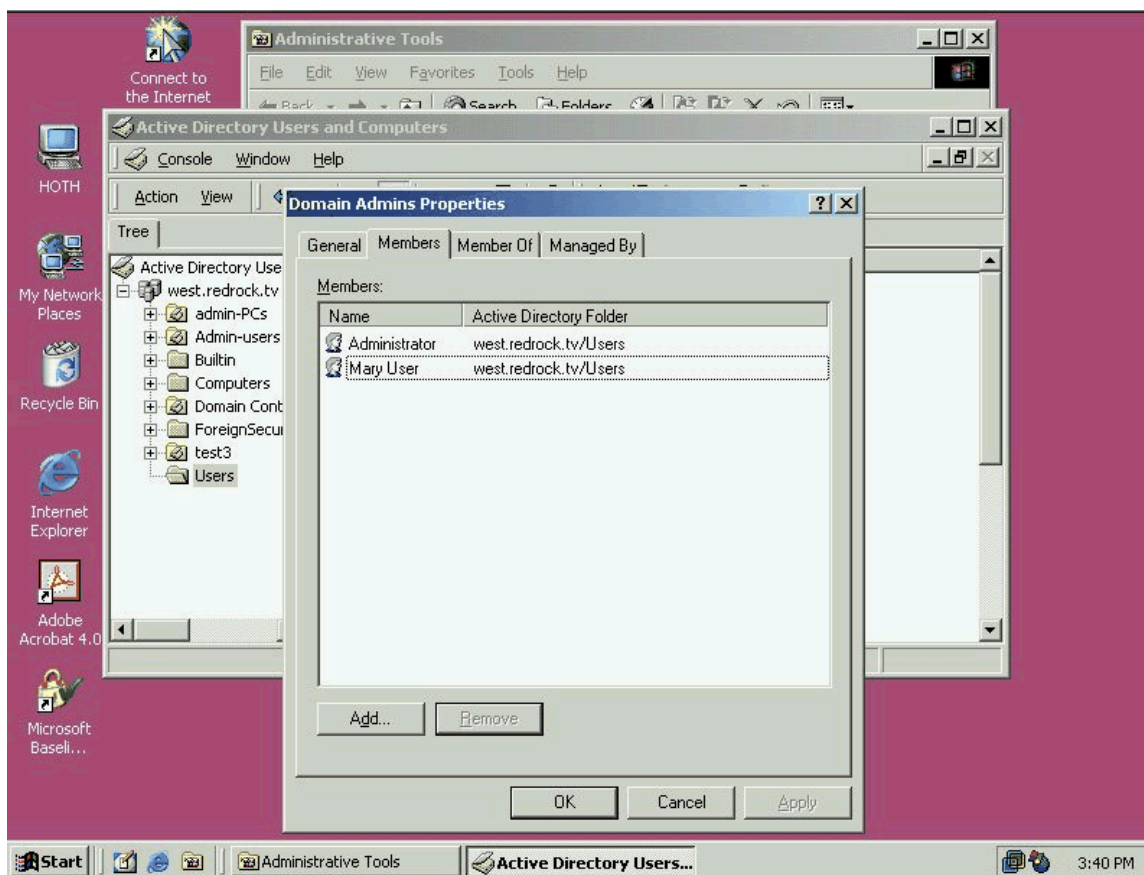 Connect to
the Internet
HOTH
My Network
Places
Recycle Bin
Internet
Explorer
Adobe
Acrobat 4.0
Microsoft
Baseli...
Administrative Tools
File Edit View Favorites Tools Help
Back Search Folders
Active Directory Users and Computers
Console Window Help
Action View
Tree
Active Directory Use
west.redrock.tv
admin-PCs
Admin-users
Builtin
Computers
Domain Cont
ForeignSecu
test3
Users
Domain Admins Properties
General Members Member Of Managed By
Members:
Name Active Directory Folder
Administrator west.redrock.tv/Users
Mary User west.redrock.tv/Users
Add... Remove
OK Cancel Apply
Start Administrative Tools Active Directory Users... 3:40 PM